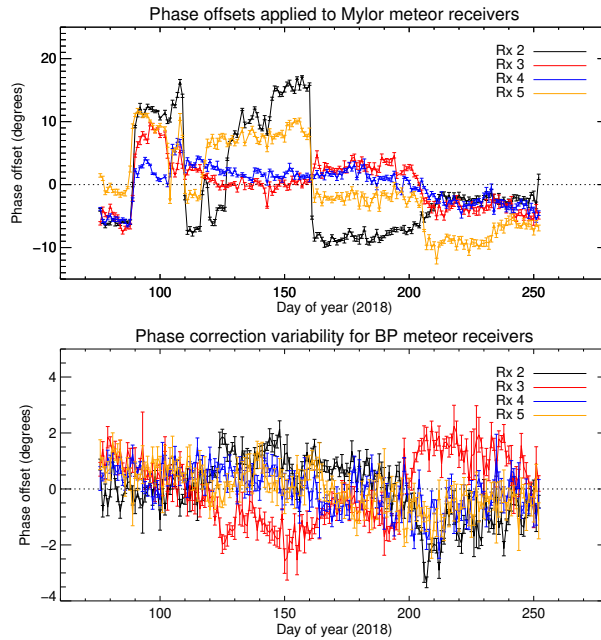 Phase offsets applied to Mylor meteor receivers
Phase offset (degrees)
20
10
0
−10
Rx 2
Rx 3
Rx 4
Rx 5
100
150
200
250
Day of year (2018)
Phase correction variability for BP meteor receivers
Phase offset (degrees)
4
2
0
−2
−4
Rx 2
Rx 3
Rx 4
Rx 5
100
150
200
250
Day of year (2018)